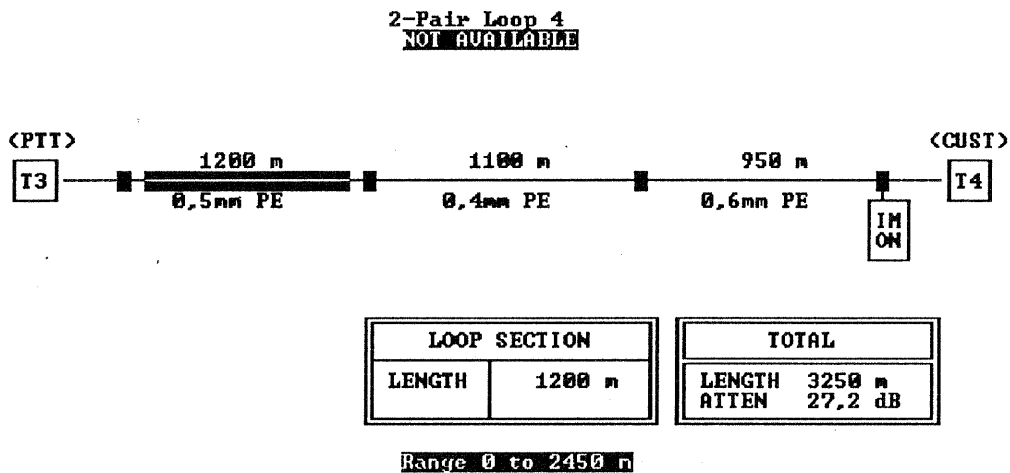 2-Pair Loop 4
NOT AVAILABLE
<PTT>
<CUST>
1200 m
1100 m
950 m
T3
T4
0,5mm PE
0,4mm PE
0,6mm PE
IM
ON
LOOP SECTION
TOTAL
LENGTH 1200 m
LENGTH 3250 m
ATTEN 27,2 dB
Range 0 to 2450 m